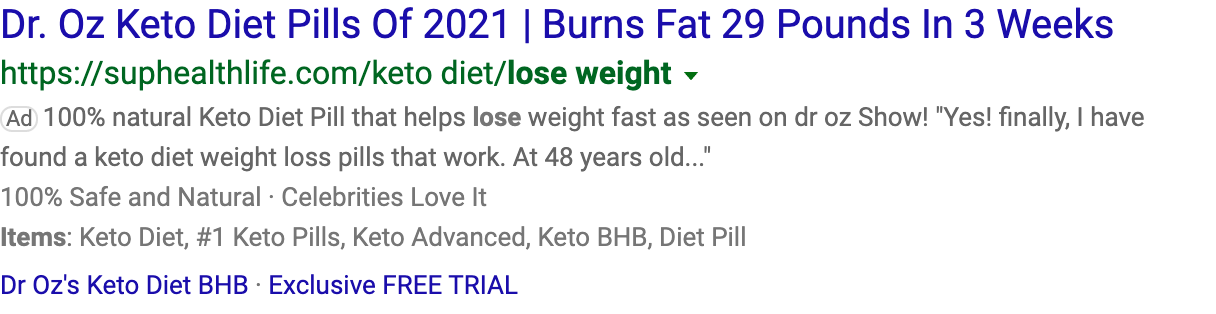 Dr. Oz Keto Diet Pills Of 2021 | Burns Fat 29 Pounds In 3 Weeks
https://suphealthlife.com/keto diet/lose weight
Ad 100% natural Keto Diet Pill that helps lose weight fast as seen on dr oz Show! "Yes! finally, I have
found a keto diet weight loss pills that work. At 48 years old..."
100% Safe and Natural · Celebrities Love It
Items: Keto Diet, #1 Keto Pills, Keto Advanced, Keto BHB, Diet Pill
Dr Oz's Keto Diet BHB · Exclusive FREE TRIAL